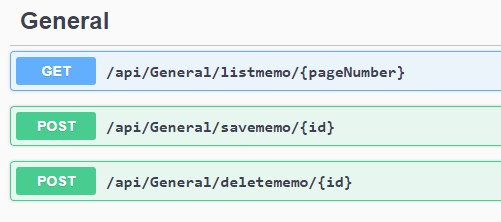 General
GET /api/General/listmemo/{pageNumber}
POST /api/General/savememo/{id}
POST /api/General/deletememo/{id}